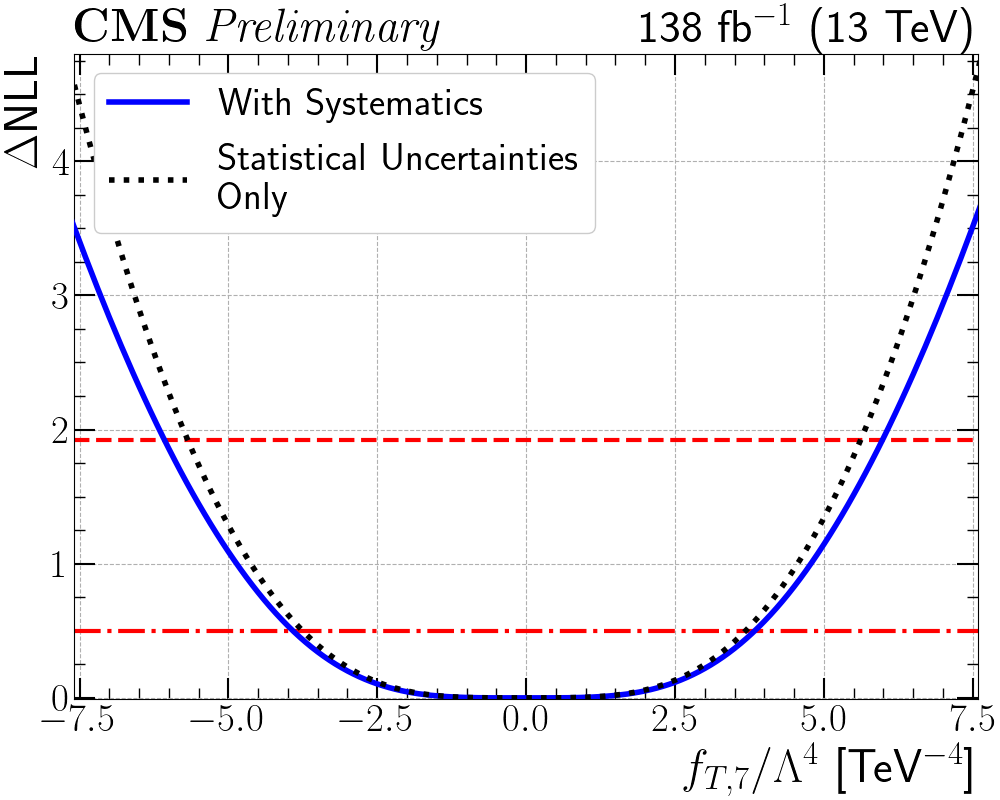 CMS Preliminary 138 fb⁻¹ (13 TeV)
ΔNLL
With Systematics
Statistical Uncertainties
Only
4
3
2
1
0
−7.5 −5.0 −2.5 0.0 2.5 5.0 7.5
f_{T,7}/Λ⁴ [TeV⁻⁴]